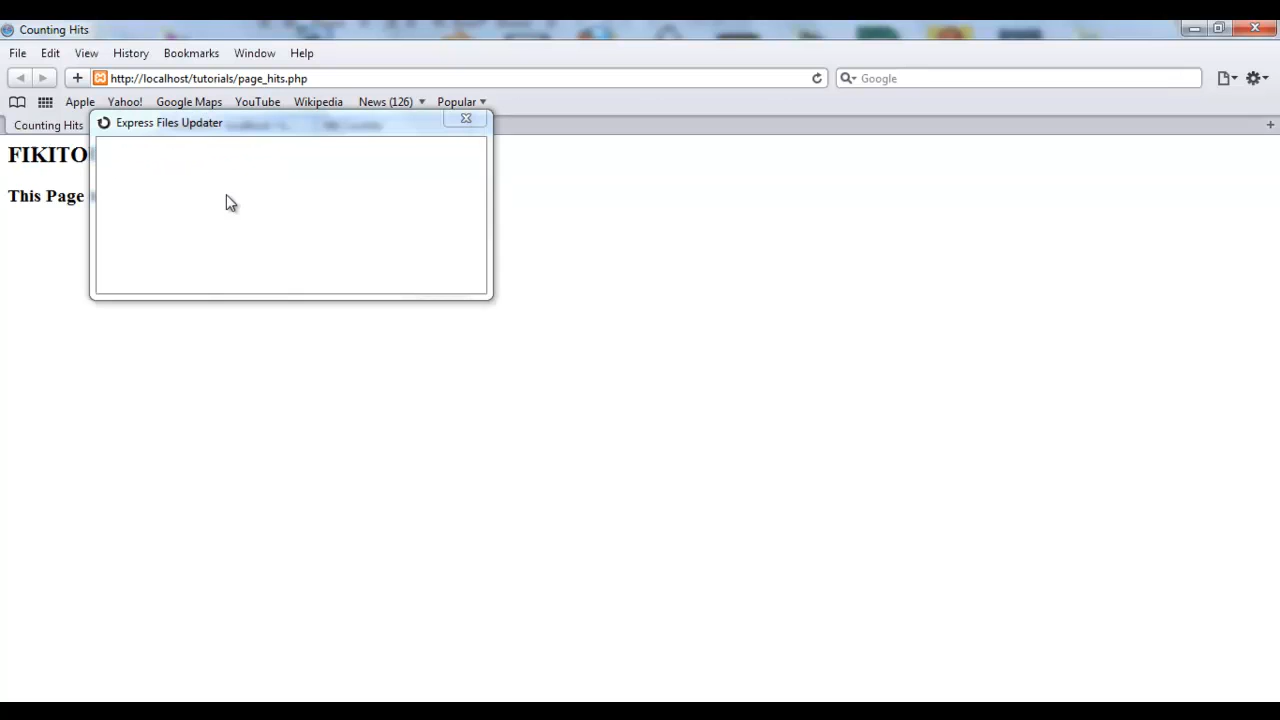 Counting Hits
File Edit View History Bookmarks Window Help
http://localhost/tutorials/page_hits.php Google
Apple Yahoo! Google Maps YouTube Wikipedia News (126) Popular
Counting Hits
Express Files Updater
FIKITO
This Page